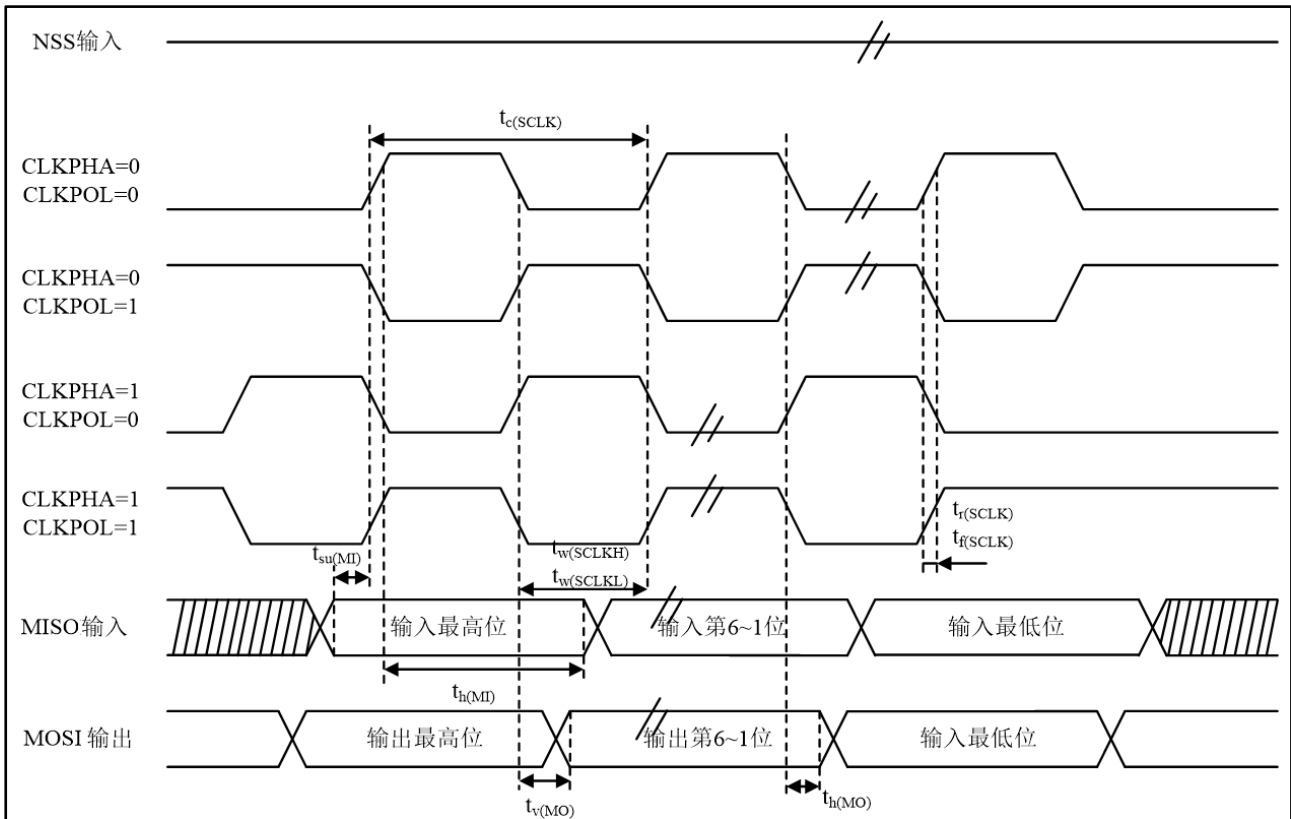 NSS输入
tc(SCLK)
CLKPHA=0
CLKPOL=0
CLKPHA=0
CLKPOL=1
CLKPHA=1
CLKPOL=0
CLKPHA=1
CLKPOL=1
tr(SCLK)
tf(SCLK)
tsu(MI)
tw(SCLKH)
tw(SCLKL)
MISO输入
输入最高位
输入第6~1位
输入最低位
th(MI)
MOSI 输出
输出最高位
输出第6~1位
输入最低位
tv(MO)
th(MO)